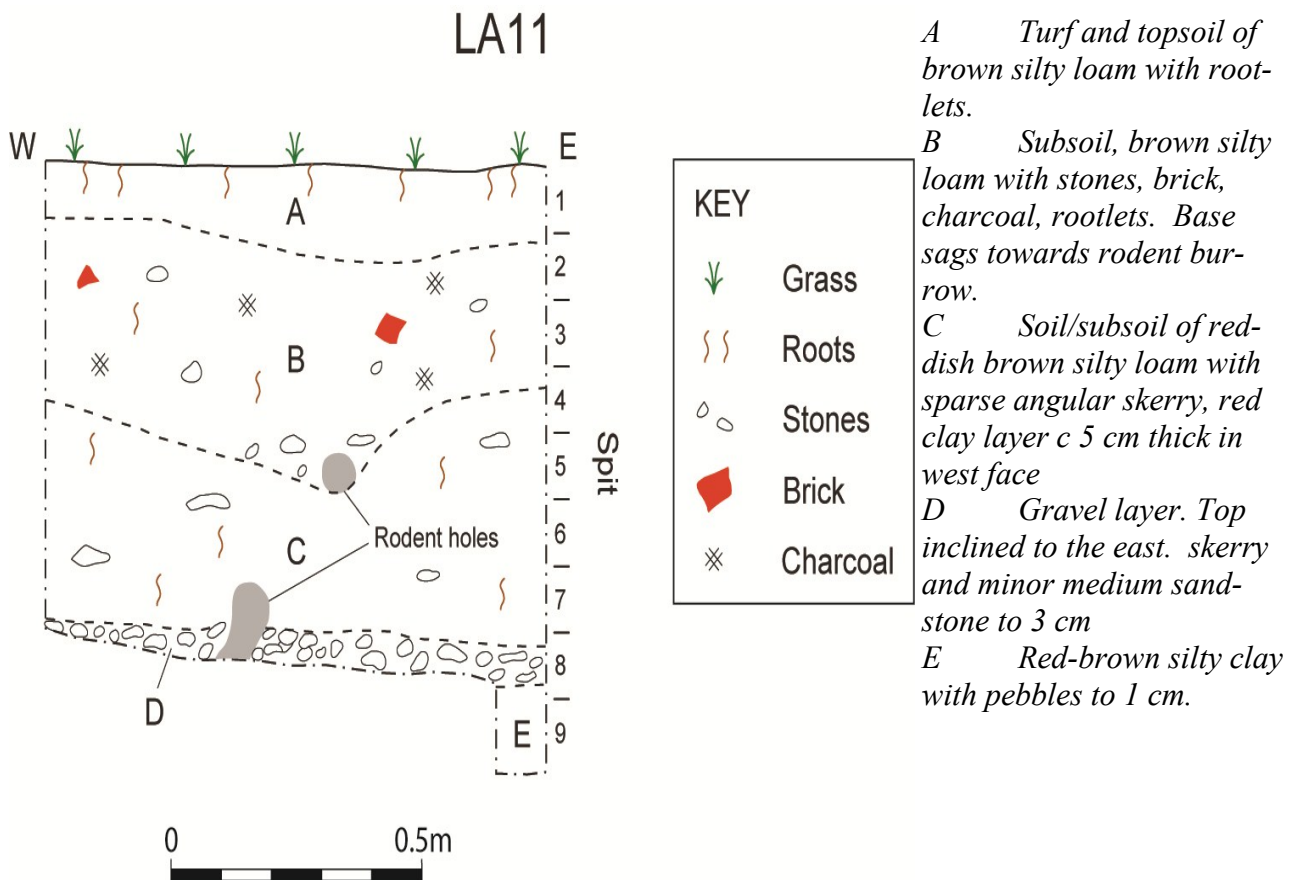 LA11
W
E
A
B
C
D
E
1
2
3
4
5
6
7
8
9
Spit
Rodent holes
0
0.5m
KEY
Grass
Roots
Stones
Brick
Charcoal
A Turf and topsoil of
brown silty loam with root-
lets.
B Subsoil, brown silty
loam with stones, brick,
charcoal, rootlets. Base
sags towards rodent bur-
row.
C Soil/subsoil of red-
dish brown silty loam with
sparse angular skerry, red
clay layer c 5 cm thick in
west face
D Gravel layer. Top
inclined to the east. skerry
and minor medium sand-
stone to 3 cm
E Red-brown silty clay
with pebbles to 1 cm.